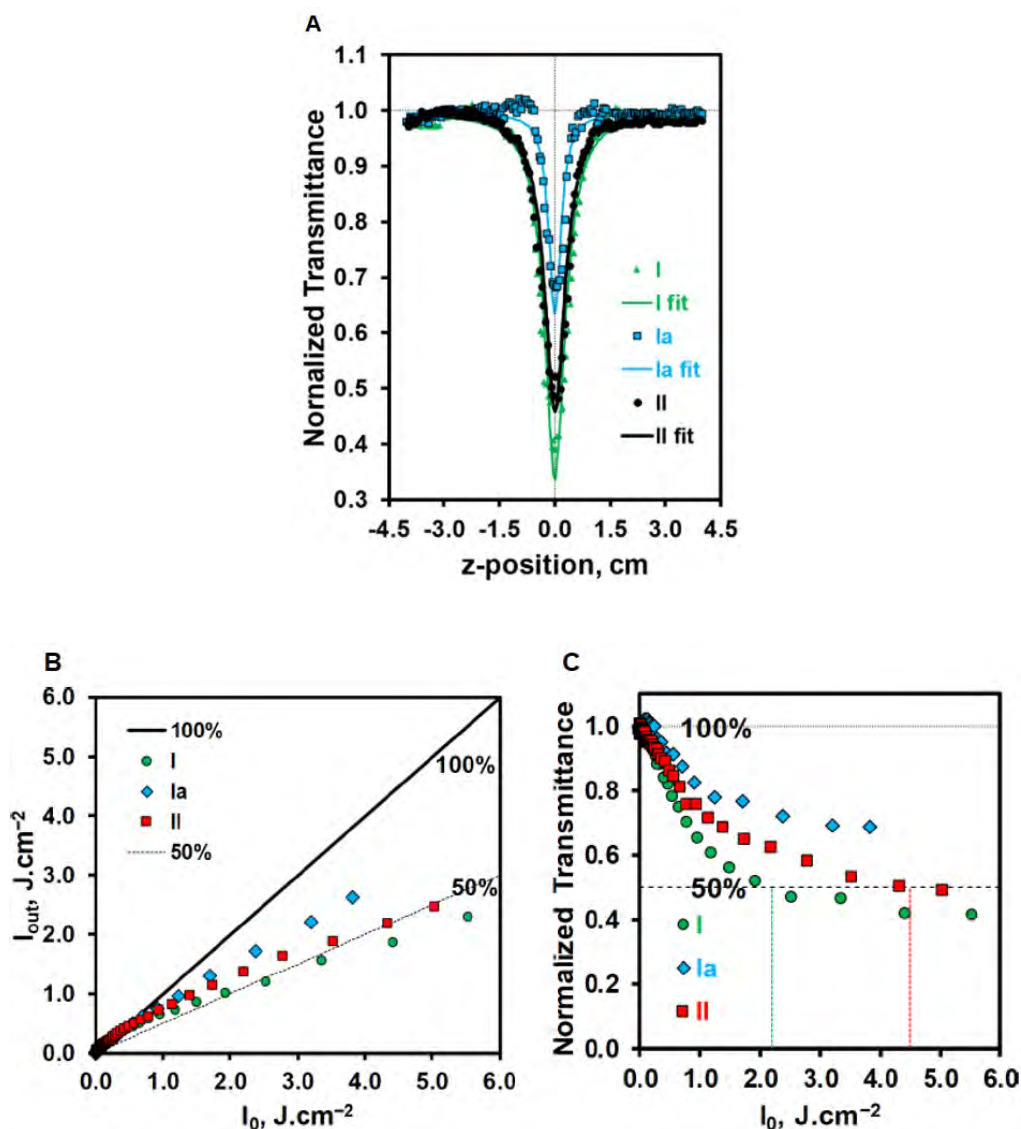 A
Nornalized Transmittance
1.1
1.0
0.9
0.8
0.7
0.6
0.5
0.4
0.3
I
I fit
Ia
Ia fit
II
II fit
-4.5 -3.0 -1.5 0.0 1.5 3.0 4.5
z-position, cm
B
I_out, J.cm⁻²
6.0
5.0
4.0
3.0
2.0
1.0
0.0
100%
I
Ia
II
50%
100%
50%
0.0 1.0 2.0 3.0 4.0 5.0 6.0
I₀, J.cm⁻²
C
Normalized Transmittance
1.0
0.8
0.6
0.4
0.2
0.0
100%
50%
I
Ia
II
0.0 1.0 2.0 3.0 4.0 5.0 6.0
I₀, J.cm⁻²